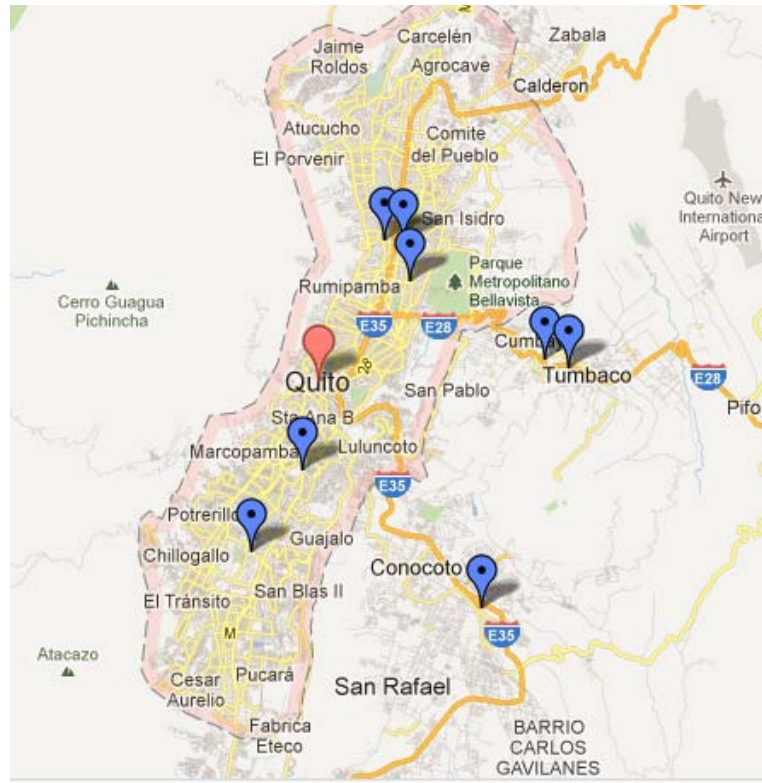 Carcelén
Zabala
Jaime
Roldos
Agrocave
Calderon
Atucucho
Comite
del Pueblo
El Porvenir
Quito New
Internationa
Airport
San Isidro
Parque
Metropolitano
Bellavista
Rumipamba
Cerro Guagua
Pichincha
E35
E28
Cumbay
Quito
San Pablo
Tumbaco
E28
Pifo
Sta Ana B
Marcopamba
Luluncoto
E35
Potrerillo
Guajalo
Chillogallo
Conocoto
El Tránsito
San Blas II
M
E35
Atacazo
Cesar
Aurelio
Pucará
San Rafael
Fabrica
Eteco
BARRIO
CARLOS
GAVILANES